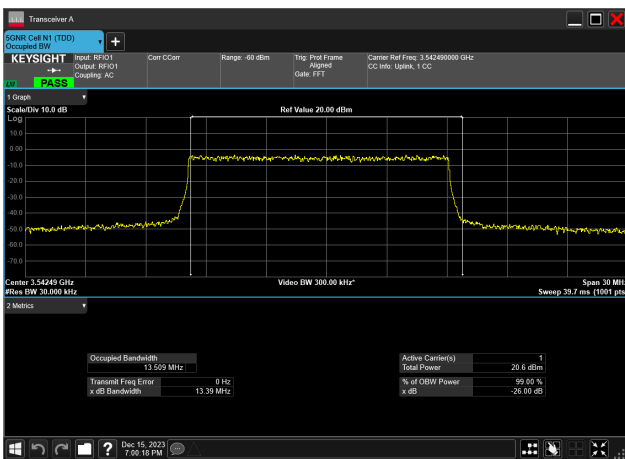 Transceiver A
5GNR Cell N1 (TDD)
Occupied BW
KEYSIGHT
PASS
Input: RFIO1
Output: RFIO1
Coupling: AC
Corr CCorr
Range: -60 dBm
Trig: Prot Frame
Aligned
Gate: FFT
Carrier Ref Freq: 3.542490000 GHz
CC Info: Uplink, 1 CC
1 Graph
Scale/Div 10.0 dB
Ref Value 20.00 dBm
Log
10.0
0.00
-10.0
-20.0
-30.0
-40.0
-50.0
-60.0
-70.0
Center 3.54249 GHz
Video BW 300.00 kHz*
Span 30 MHz
#Res BW 30.000 kHz
Sweep 39.7 ms (1001 pts
2 Metrics
Occupied Bandwidth
13.509 MHz
Transmit Freq Error 0 Hz
x dB Bandwidth 13.39 MHz
Active Carrier(s) 1
Total Power 20.6 dBm
% of OBW Power 99.00 %
x dB -26.00 dB
Dec 15, 2023
7:00:18 PM